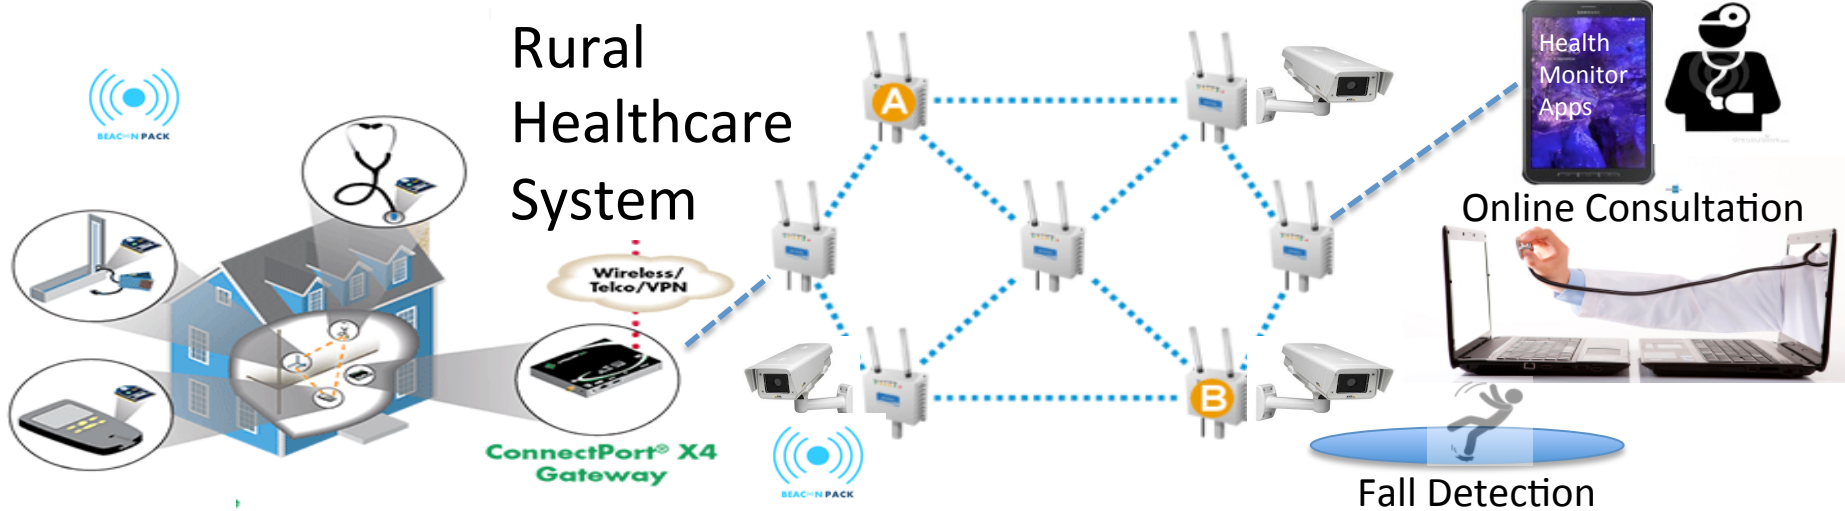 Rural
Healthcare
System
BEACON PACK
Wireless/
Telco/VPN
ConnectPort® X4
Gateway
A
B
BEACON PACK
SAMSUNG
Health
Monitor
Apps
Online Consultation
Fall Detection